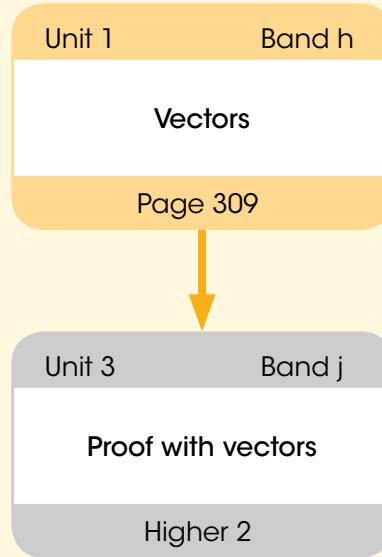 Unit 1 Band h
Vectors
Page 309
Unit 3 Band j
Proof with vectors
Higher 2